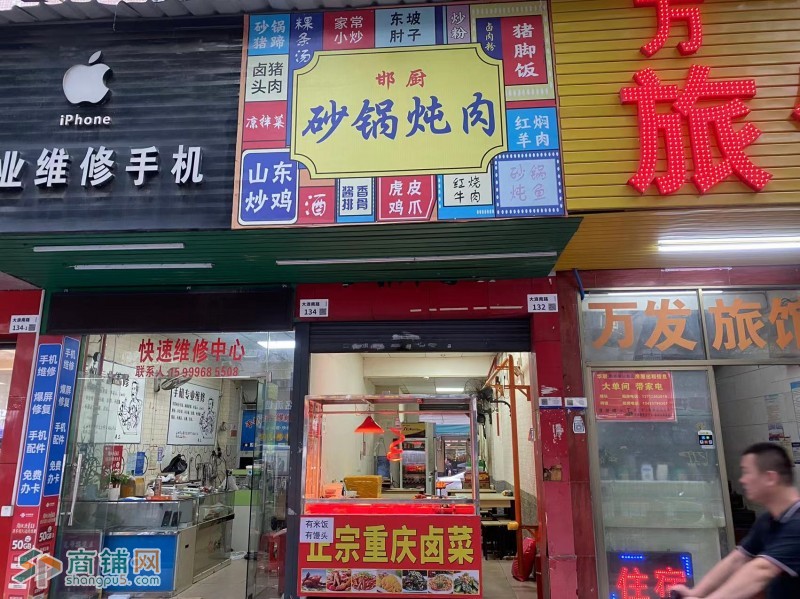 iPhone
业维修手机
砂锅猪蹄
粿条汤
家常小炒
东坡肘子
炒粉
卤肉粉
猪脚饭
卤猪头肉
邯厨
砂锅炖肉
凉拌菜
红焖羊肉
山东炒鸡
酒
酱香排骨
虎皮鸡爪
红烧牛肉
砂锅炖鱼
万
旅
134
132
快速维修中心
联系人
手机专业维修
手机维修
爆屏修复
手机配件
免费办卡
50GB
有米饭
有馒头
正宗重庆卤菜
万发旅馆
大单间 带家电
住宿
商铺网
shangpu5.com